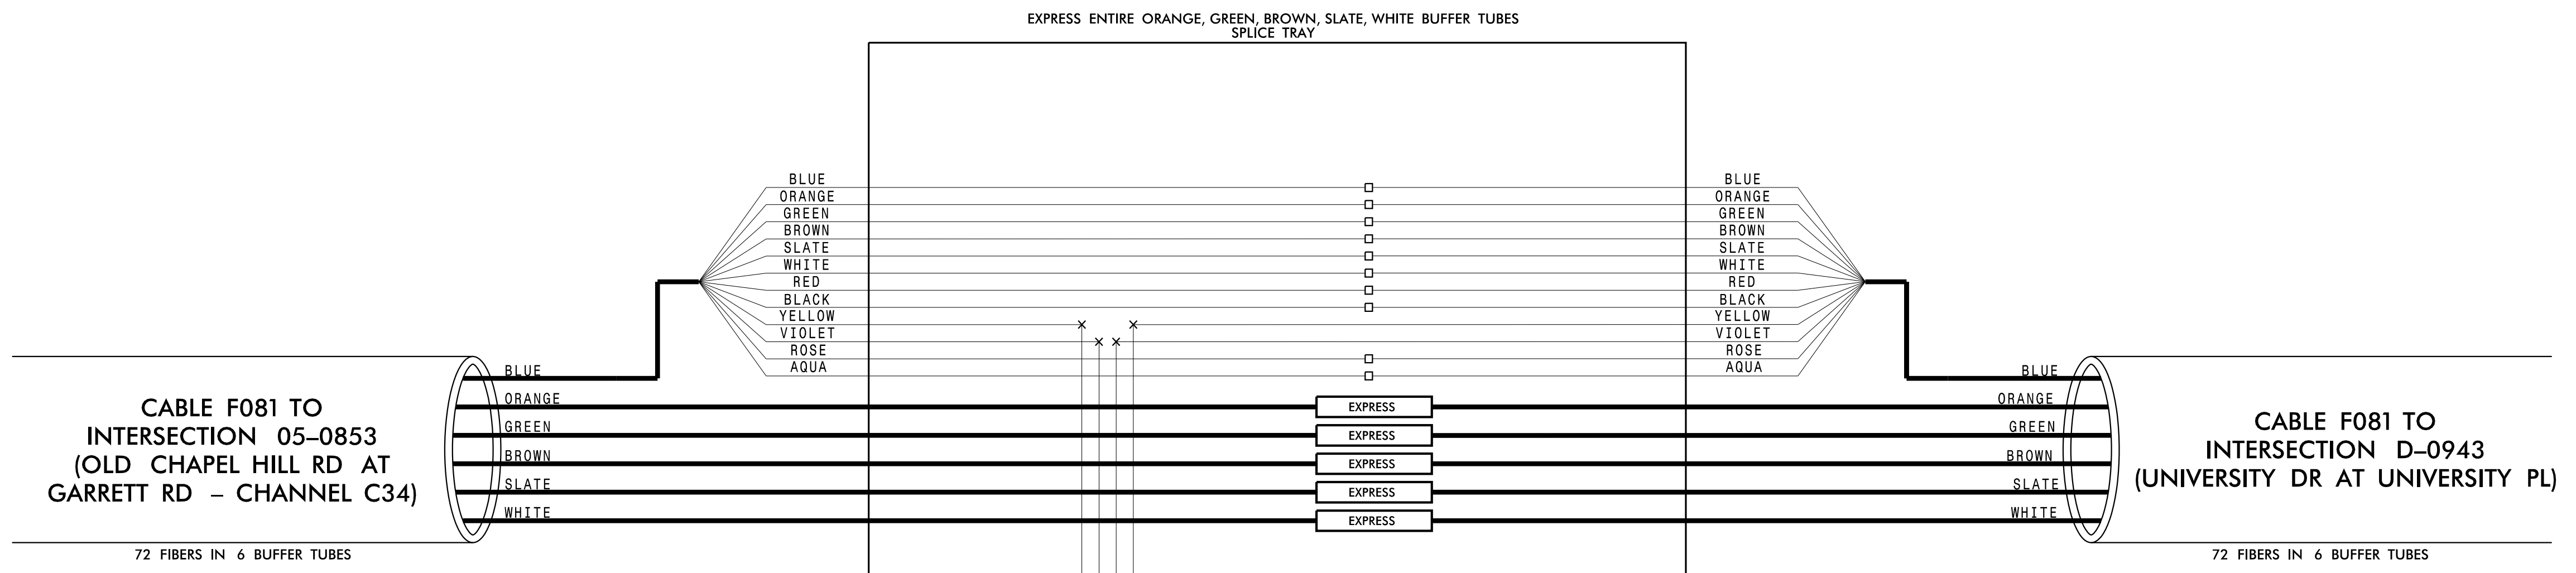 EXPRESS ENTIRE ORANGE, GREEN, BROWN, SLATE, WHITE BUFFER TUBES
SPLICE TRAY
BLUE BLUE
ORANGE ORANGE
GREEN GREEN
BROWN BROWN
SLATE SLATE
WHITE WHITE
RED RED
BLACK BLACK
YELLOW YELLOW
VIOLET VIOLET
ROSE ROSE
AQUA AQUA
BLUE BLUE
ORANGE EXPRESS ORANGE
GREEN EXPRESS GREEN
BROWN EXPRESS BROWN
SLATE EXPRESS SLATE
WHITE EXPRESS WHITE
CABLE F081 TO
INTERSECTION 05–0853
(OLD CHAPEL HILL RD AT
GARRETT RD – CHANNEL C34)
72 FIBERS IN 6 BUFFER TUBES
CABLE F081 TO
INTERSECTION D–0943
(UNIVERSITY DR AT UNIVERSITY PL)
72 FIBERS IN 6 BUFFER TUBES